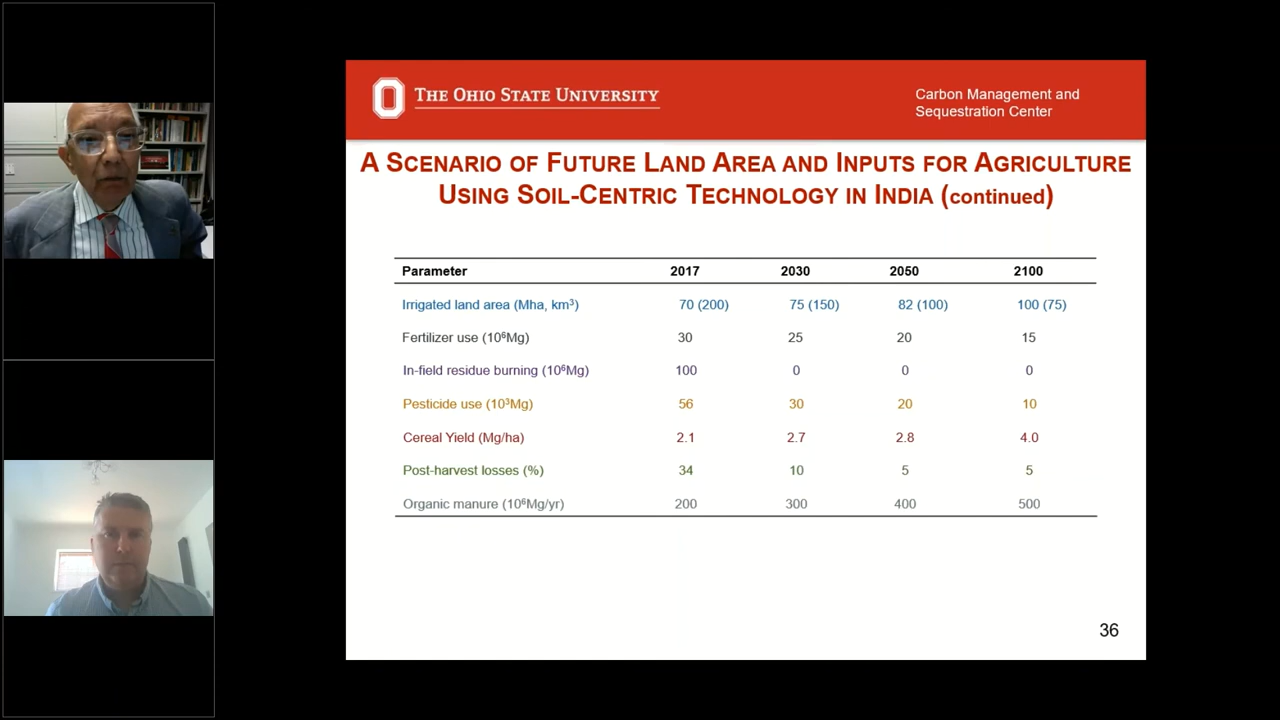 THE OHIO STATE UNIVERSITY
Carbon Management and
Sequestration Center
A SCENARIO OF FUTURE LAND AREA AND INPUTS FOR AGRICULTURE
USING SOIL-CENTRIC TECHNOLOGY IN INDIA (continued)
Parameter 2017 2030 2050 2100
Irrigated land area (Mha, km³) 70 (200) 75 (150) 82 (100) 100 (75)
Fertilizer use (10⁶Mg) 30 25 20 15
In-field residue burning (10⁶Mg) 100 0 0 0
Pesticide use (10³Mg) 56 30 20 10
Cereal Yield (Mg/ha) 2.1 2.7 2.8 4.0
Post-harvest losses (%) 34 10 5 5
Organic manure (10⁶Mg/yr) 200 300 400 500
36